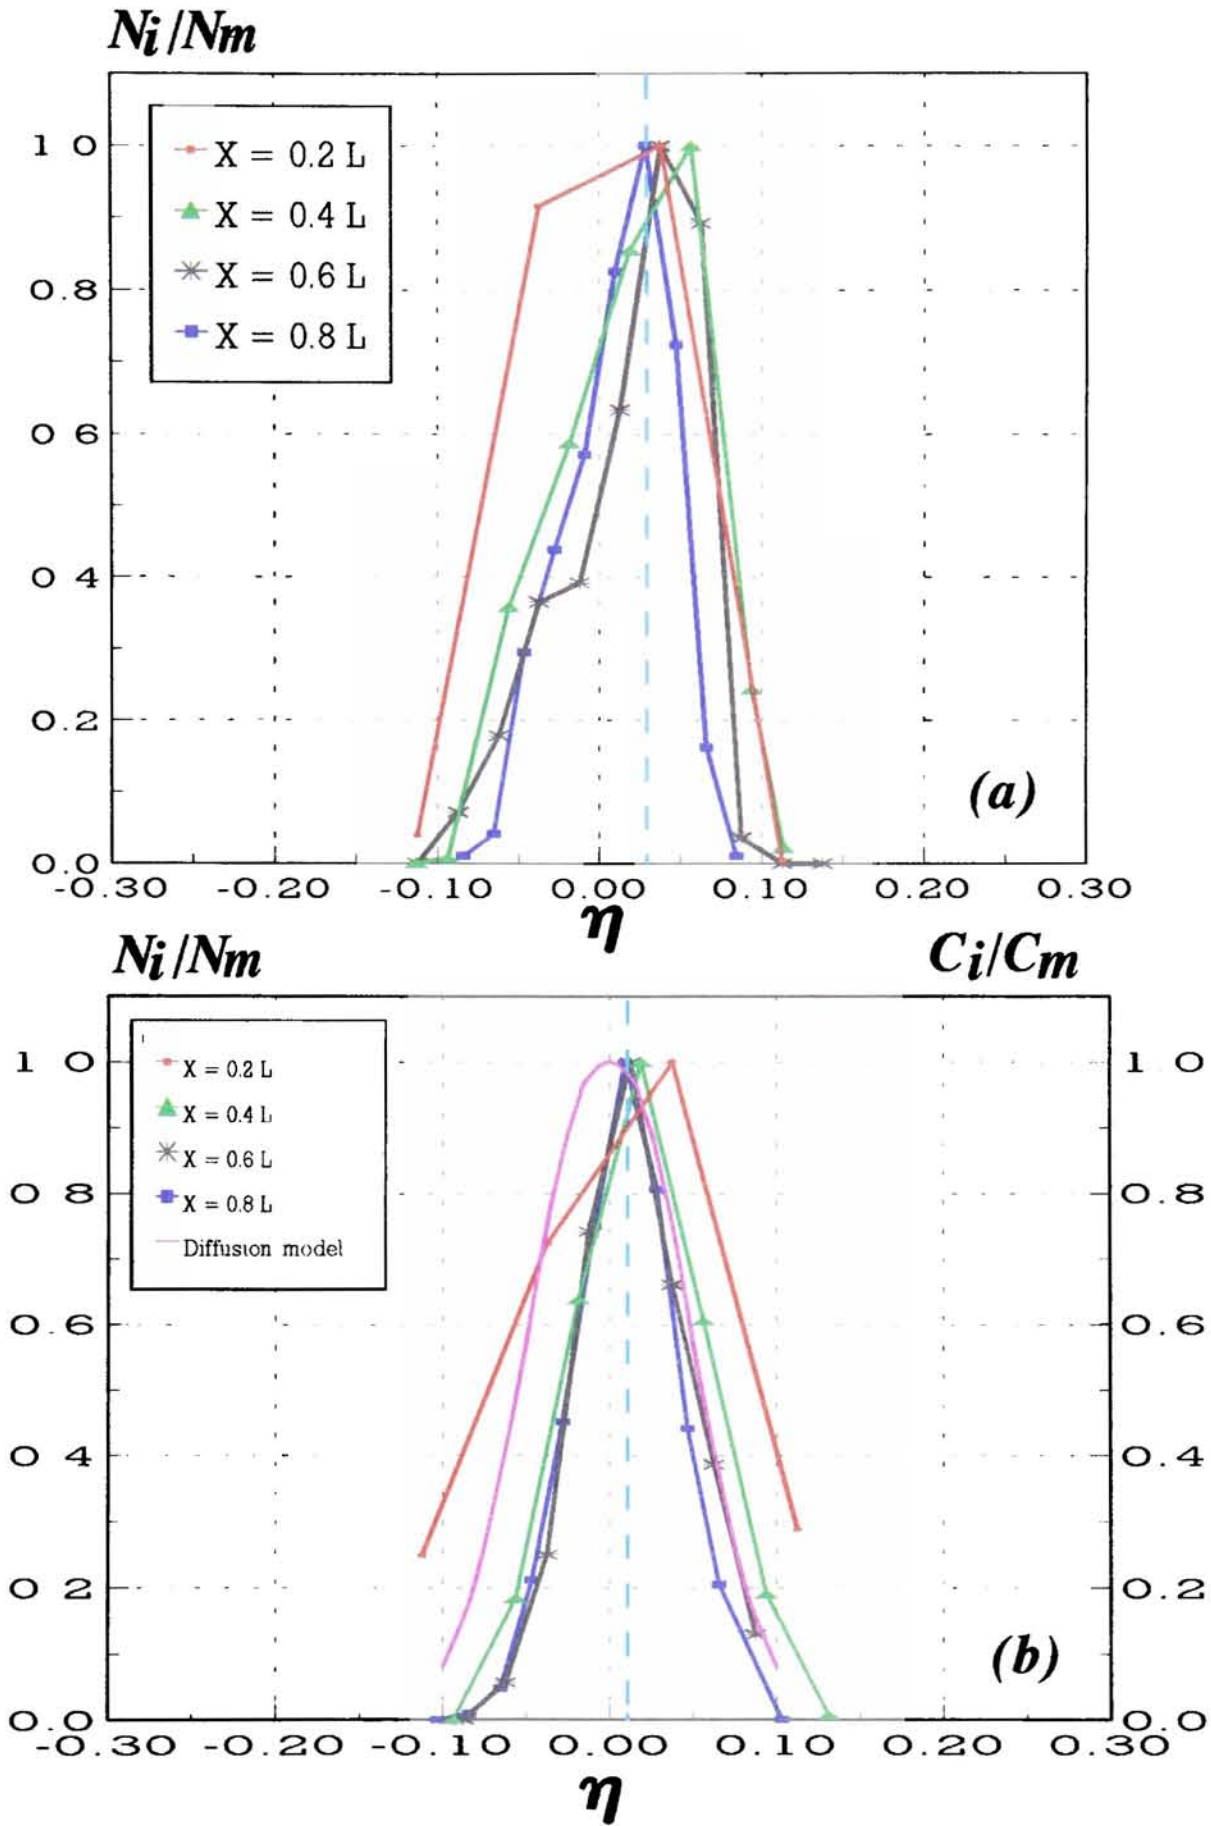 Ni/Nm
X = 0.2 L
X = 0.4 L
X = 0.6 L
X = 0.8 L
1 0
0.8
0 6
0 4
0.2
0.0
(a)
-0.30 -0.20 -0.10 0.00 0.10 0.20 0.30
η
Ni/Nm Ci/Cm
X = 0.2 L
X = 0.4 L
X = 0.6 L
X = 0.8 L
Diffusion model
1 0 1 0
0 8 0.8
0.6 0.6
0 4 0.4
0 2 0.2
0.0 0.0
(b)
-0.30 -0.20 -0.10 0.00 0.10 0.20 0.30
η